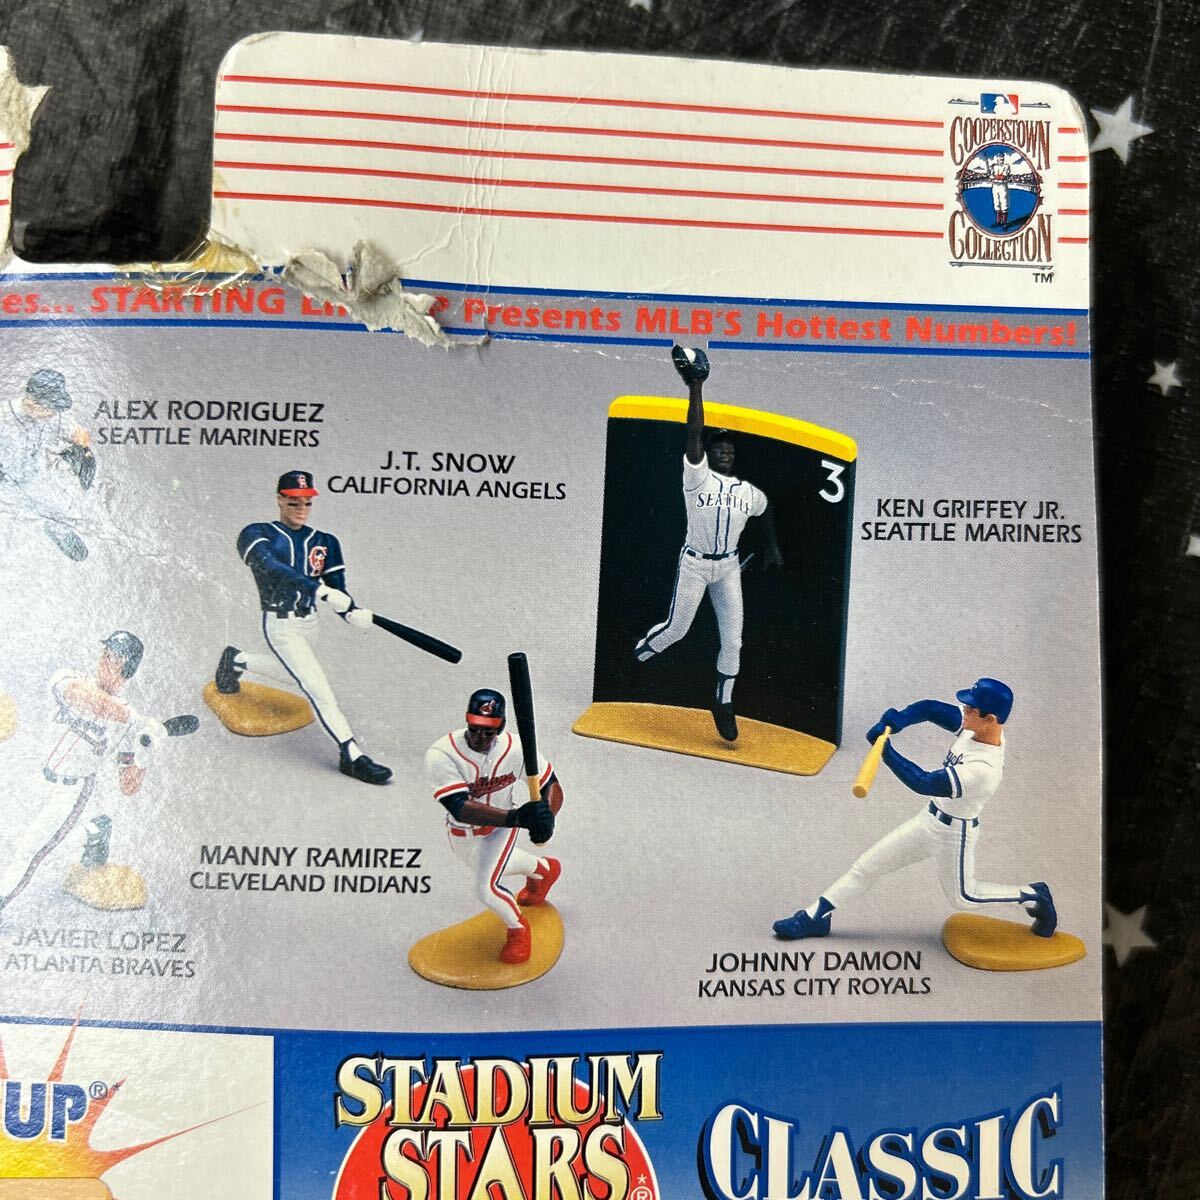 COOPERSTOWN
COLLECTION
TM
es... STARTING LI P Presents MLB'S Hottest Numbers!
ALEX RODRIGUEZ
SEATTLE MARINERS
J.T. SNOW
CALIFORNIA ANGELS
3
SEATTLE
KEN GRIFFEY JR.
SEATTLE MARINERS
MANNY RAMIREZ
CLEVELAND INDIANS
JAVIER LOPEZ
ATLANTA BRAVES
JOHNNY DAMON
KANSAS CITY ROYALS
UP®*
STADIUM
STARS®*
CLASSIC